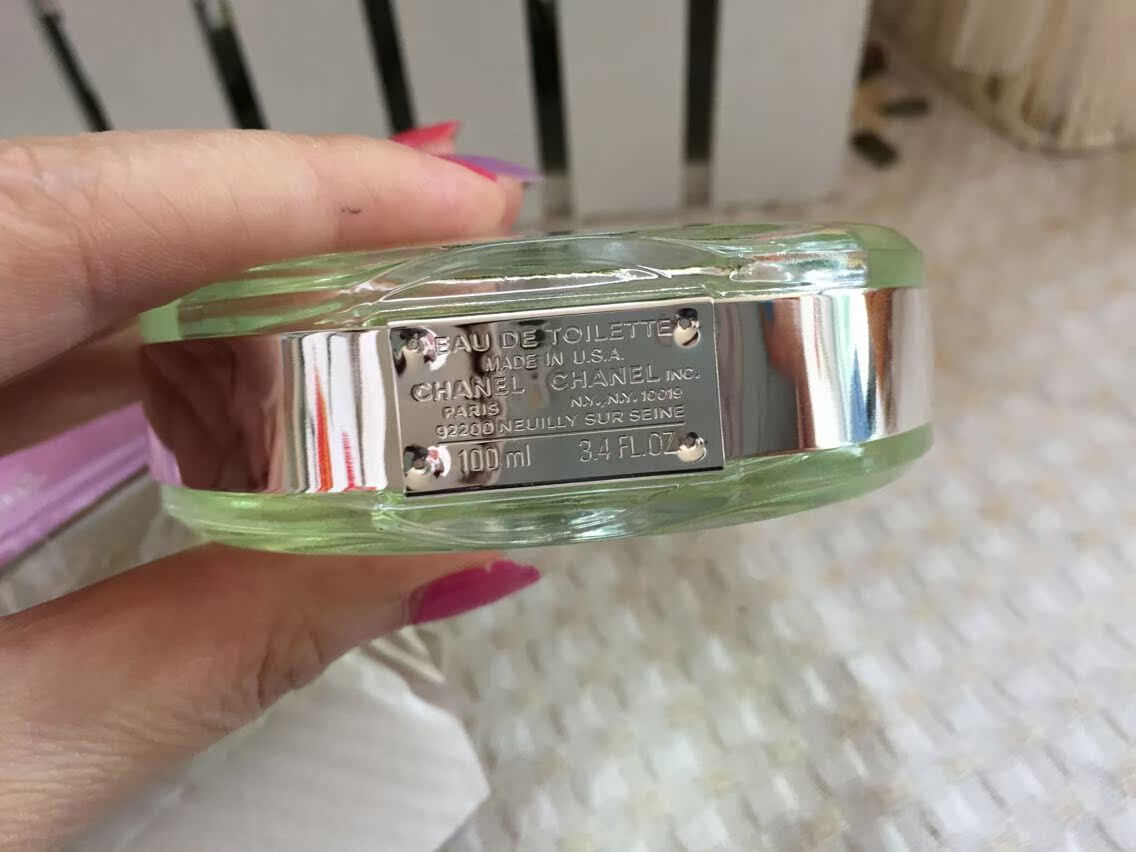 EAU DE TOILETTE
MADE IN U.S.A.
CHANEL CHANEL INC.
PARIS N.Y., N.Y. 10019
92200 NEUILLY SUR SEINE
100 ml 3.4 FL.OZ